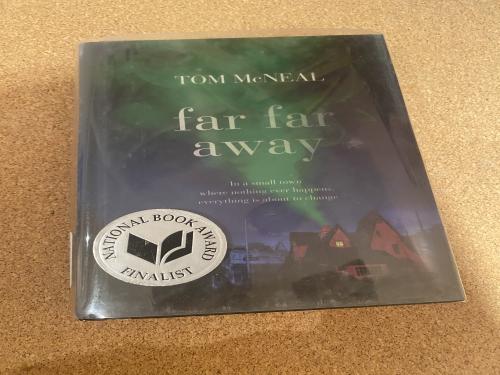 TOM McNEAL
far far
away
In a small town
where nothing ever happens,
everything is about to change
NATIONAL BOOK AWARD
FINALIST